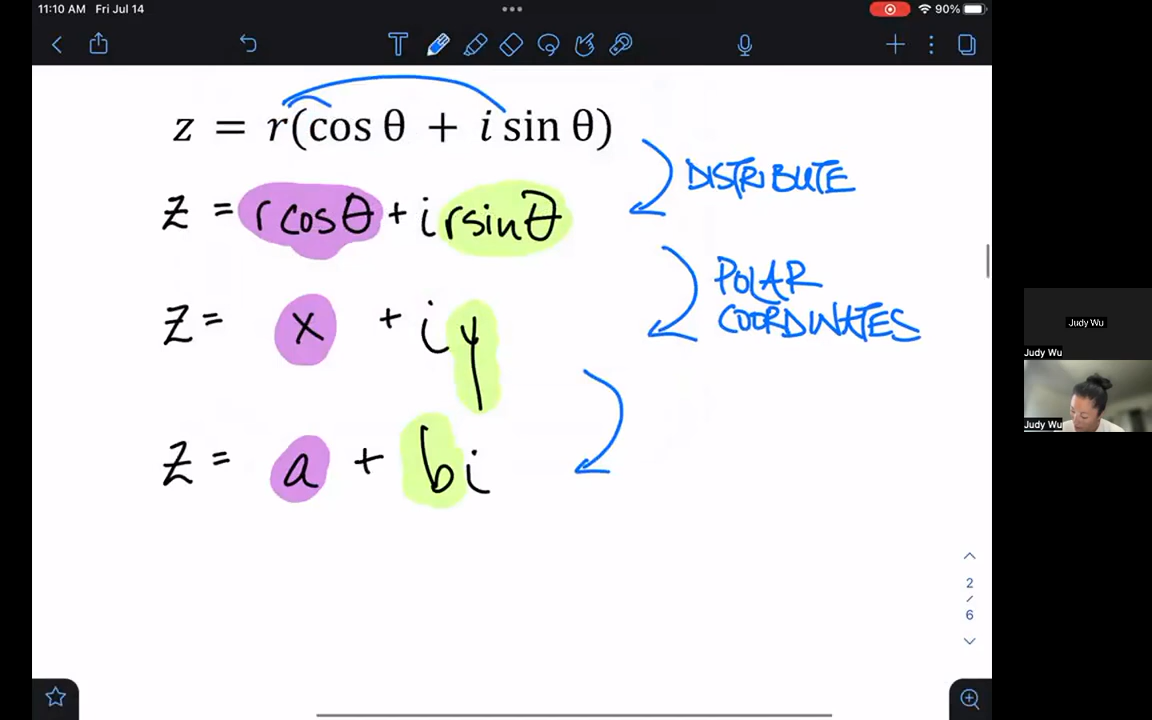 11:10 AM Fri Jul 14
90%
T
z = r(cos θ + i sin θ)
DISTRIBUTE
z = rcosθ + i rsinθ
POLAR
COORDINATES
z = x + iy
z = a + bi
2
/
6
Judy Wu
Judy Wu
Judy Wu